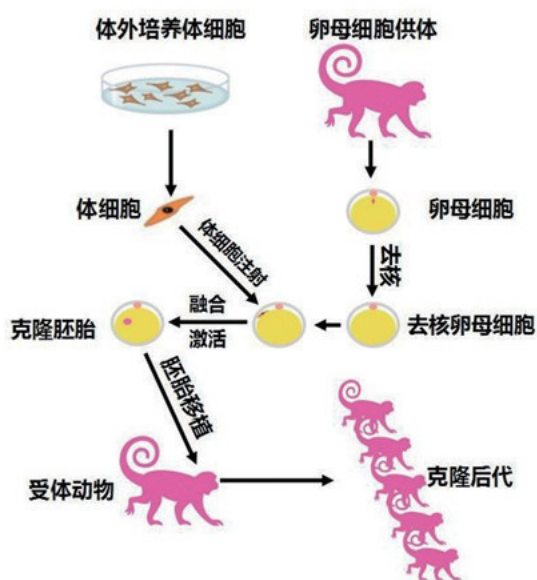 体外培养体细胞
卵母细胞供体
体细胞
卵母细胞
体细胞注射
去核
克隆胚胎
融合
激活
去核卵母细胞
胚胎移植
受体动物
克隆后代